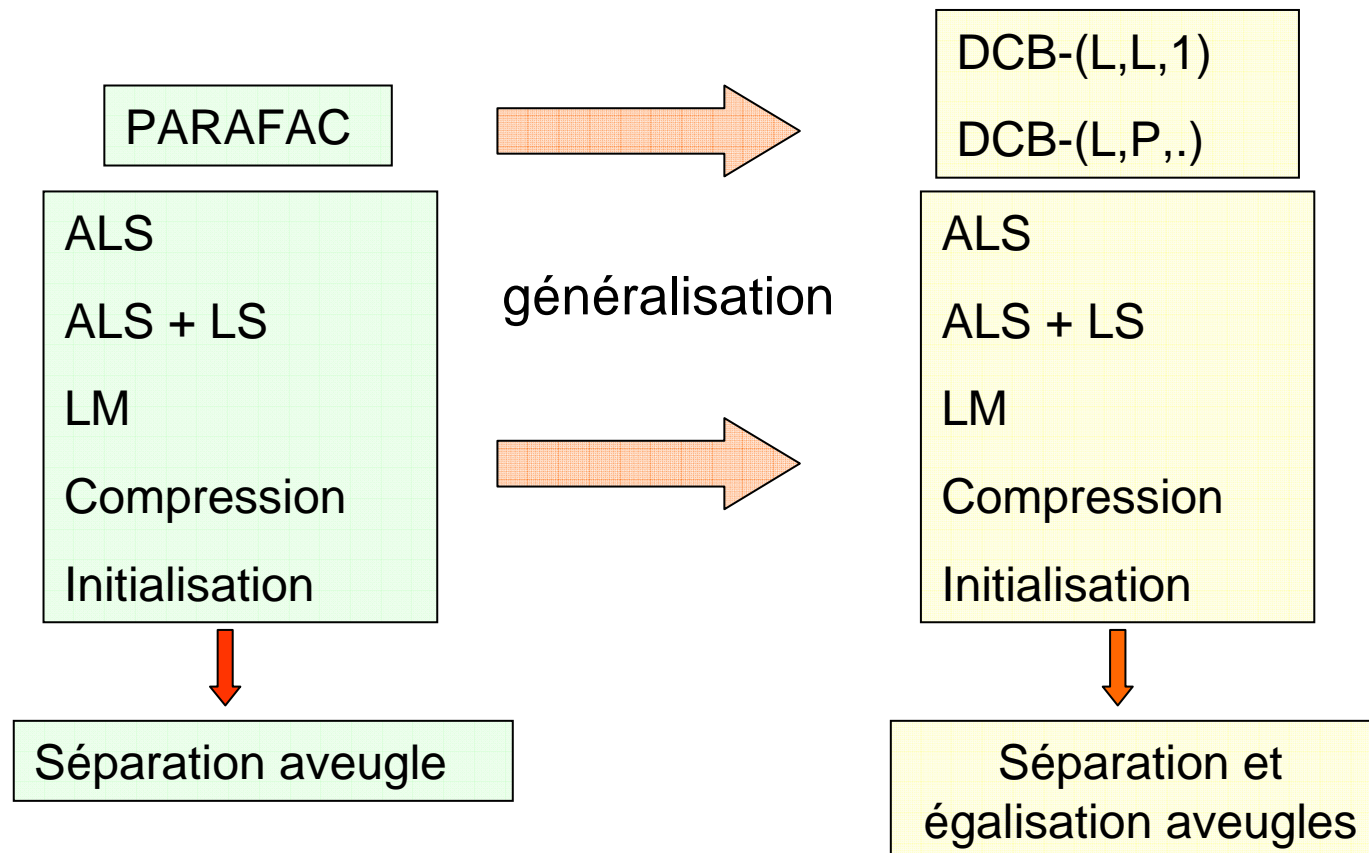 PARAFAC
DCB-(L,L,1)
DCB-(L,P,.)
ALS
ALS + LS
LM
Compression
Initialisation
généralisation
ALS
ALS + LS
LM
Compression
Initialisation
Séparation aveugle
Séparation et
égalisation aveugles